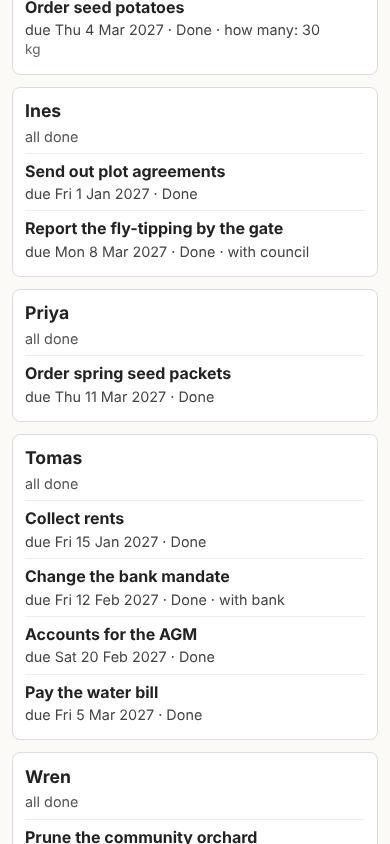 Order seed potatoes
due Thu 4 Mar 2027 · Done · how many: 30
kg
Ines
all done
Send out plot agreements
due Fri 1 Jan 2027 · Done
Report the fly-tipping by the gate
due Mon 8 Mar 2027 · Done · with council
Priya
all done
Order spring seed packets
due Thu 11 Mar 2027 · Done
Tomas
all done
Collect rents
due Fri 15 Jan 2027 · Done
Change the bank mandate
due Fri 12 Feb 2027 · Done · with bank
Accounts for the AGM
due Sat 20 Feb 2027 · Done
Pay the water bill
due Fri 5 Mar 2027 · Done
Wren
all done
Prune the community orchard